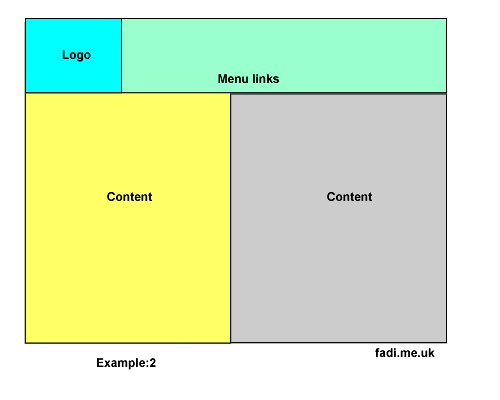 Logo
Menu links
Content
Content
fadi.me.uk
Example:2